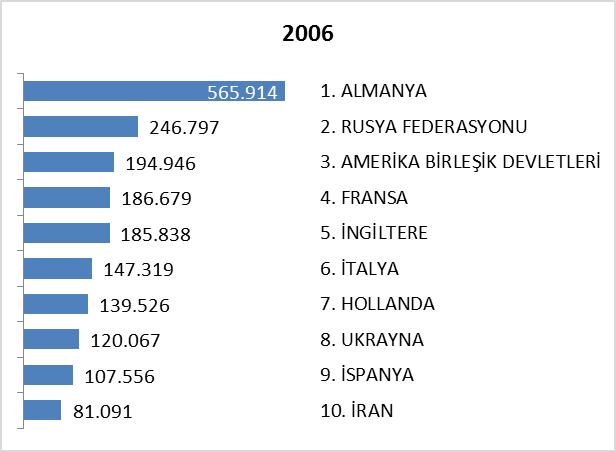 2006
565.914 1. ALMANYA
246.797 2. RUSYA FEDERASYONU
194.946 3. AMERİKA BİRLEŞİK DEVLETLERİ
186.679 4. FRANSA
185.838 5. İNGİLTERE
147.319 6. İTALYA
139.526 7. HOLLANDA
120.067 8. UKRAYNA
107.556 9. İSPANYA
81.091 10. İRAN